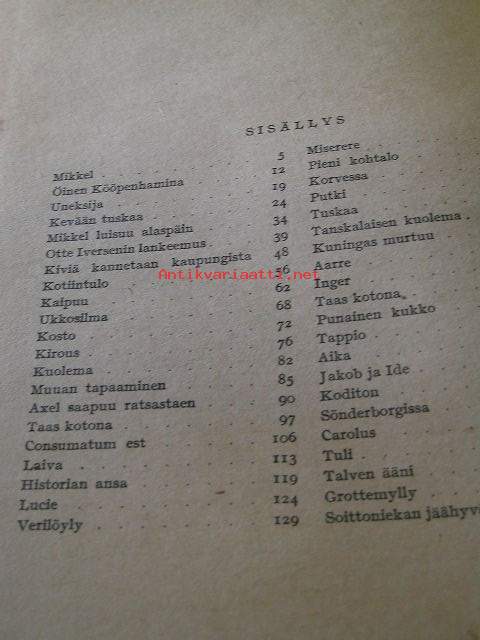 SISÄLLYS
Mikkel 5
Öinen Kööpenhamina 12
Uneksija 19
Kevään tuskaa 24
Mikkel luisuu alaspäin 34
Otte Iversenin lankeemus 39
Kiviä kannetaan kaupungista 48
Kotiintulo 56
Kaipuu 62
Ukkosilma 68
Kosto 72
Kirous 76
Kuolema 82
Muuan tapaaminen 85
Axel saapuu ratsastaen 90
Taas kotona 97
Consumatum est 106
Laiva 113
Historian ansa 119
Lucie 124
Verilöyly 129
Miserere
Pieni kohtalo
Korvessa
Putki
Tuskaa
Tanskalaisen kuolema
Kuningas murtuu
Aarre
Inger
Taas kotona
Punainen kukko
Tappio
Aika
Jakob ja Ide
Koditon
Sönderborgissa
Carolus
Tuli
Talven ääni
Grottemylly
Soittoniekan jäähyvä
Antikvariaatti.net